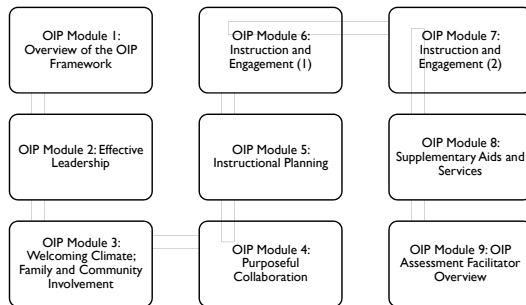 OIP Module 1:
Overview of the OIP
Framework
OIP Module 2: Effective
Leadership
OIP Module 3:
Welcoming Climate;
Family and Community
Involvement
OIP Module 4:
Purposeful
Collaboration
OIP Module 5:
Instructional Planning
OIP Module 6:
Instruction and
Engagement (1)
OIP Module 7:
Instruction and
Engagement (2)
OIP Module 8:
Supplementary Aids and
Services
OIP Module 9: OIP
Assessment Facilitator
Overview